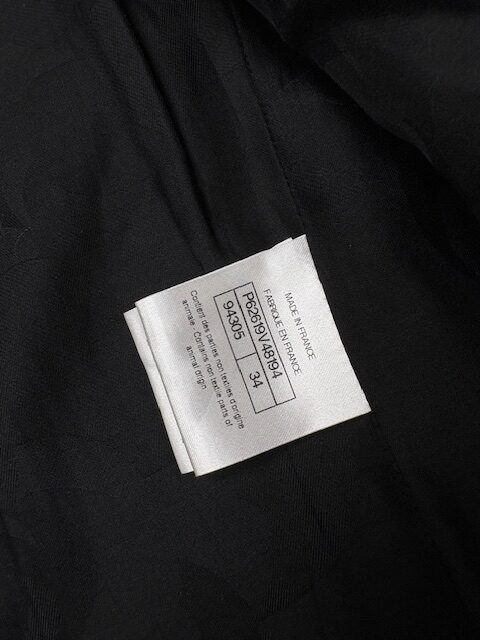 MADE IN FRANCE
FABRIQUE EN FRANCE
P62619V48194
94305 34
Contient des parties non textiles d'origine
animale. Contains non textile parts of
animal origin